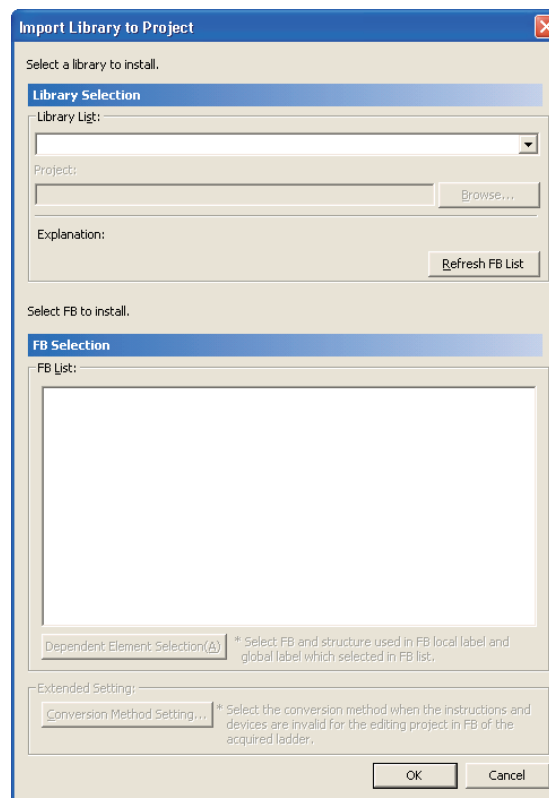 Import Library to Project
Select a library to install.
Library Selection
Library List:
Project:
Browse...
Explanation:
Refresh FB List
Select FB to install.
FB Selection
FB List:
Dependent Element Selection(A)
* Select FB and structure used in FB local label and
global label which selected in FB list.
Extended Setting:
Conversion Method Setting...
* Select the conversion method when the instructions and
devices are invalid for the editing project in FB of the
acquired ladder.
OK
Cancel